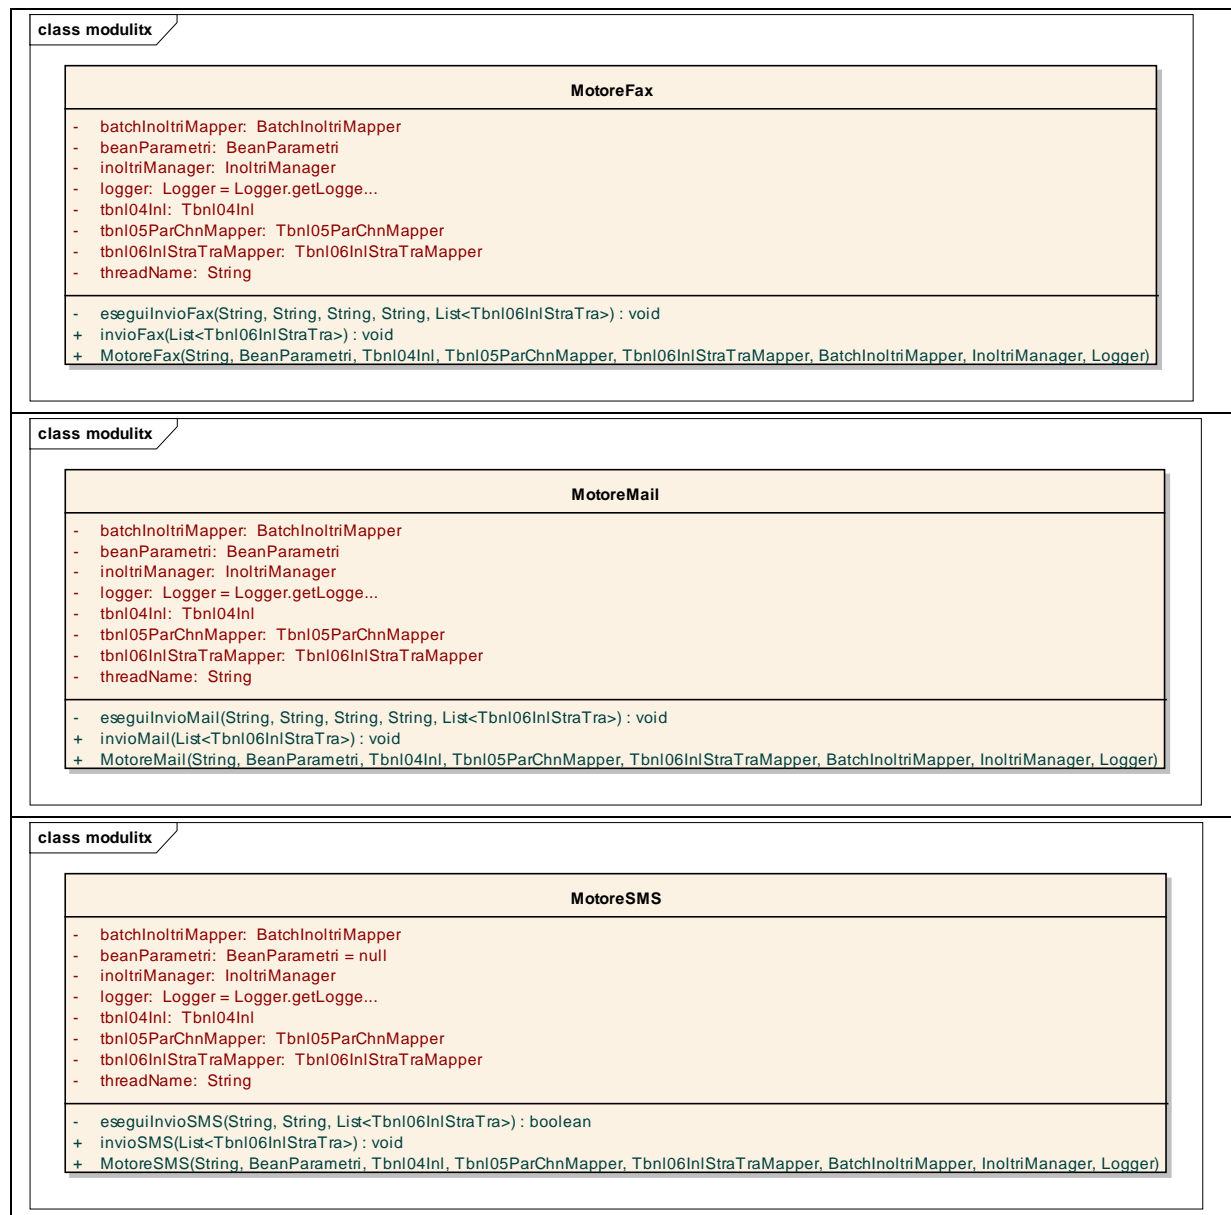 class modulitx
MotoreFax
- batchInoltriMapper: BatchInoltriMapper
- beanParametri: BeanParametri
- inoltriManager: InoltriManager
- logger: Logger = Logger.getLogge...
- tbnl04Inl: Tbnl04Inl
- tbnl05ParChnMapper: Tbnl05ParChnMapper
- tbnl06InlStraTraMapper: Tbnl06InlStraTraMapper
- threadName: String
- eseguiInvioFax(String, String, String, String, List<Tbnl06InlStraTra>) : void
+ invioFax(List<Tbnl06InlStraTra>) : void
+ MotoreFax(String, BeanParametri, Tbnl04Inl, Tbnl05ParChnMapper, Tbnl06InlStraTraMapper, BatchInoltriMapper, InoltriManager, Logger)
class modulitx
MotoreMail
- batchInoltriMapper: BatchInoltriMapper
- beanParametri: BeanParametri
- inoltriManager: InoltriManager
- logger: Logger = Logger.getLogge...
- tbnl04Inl: Tbnl04Inl
- tbnl05ParChnMapper: Tbnl05ParChnMapper
- tbnl06InlStraTraMapper: Tbnl06InlStraTraMapper
- threadName: String
- eseguiInvioMail(String, String, String, String, List<Tbnl06InlStraTra>) : void
+ invioMail(List<Tbnl06InlStraTra>) : void
+ MotoreMail(String, BeanParametri, Tbnl04Inl, Tbnl05ParChnMapper, Tbnl06InlStraTraMapper, BatchInoltriMapper, InoltriManager, Logger)
class modulitx
MotoreSMS
- batchInoltriMapper: BatchInoltriMapper
- beanParametri: BeanParametri = null
- inoltriManager: InoltriManager
- logger: Logger = Logger.getLogge...
- tbnl04Inl: Tbnl04Inl
- tbnl05ParChnMapper: Tbnl05ParChnMapper
- tbnl06InlStraTraMapper: Tbnl06InlStraTraMapper
- threadName: String
- eseguiInvioSMS(String, String, List<Tbnl06InlStraTra>) : boolean
+ invioSMS(List<Tbnl06InlStraTra>) : void
+ MotoreSMS(String, BeanParametri, Tbnl04Inl, Tbnl05ParChnMapper, Tbnl06InlStraTraMapper, BatchInoltriMapper, InoltriManager, Logger)